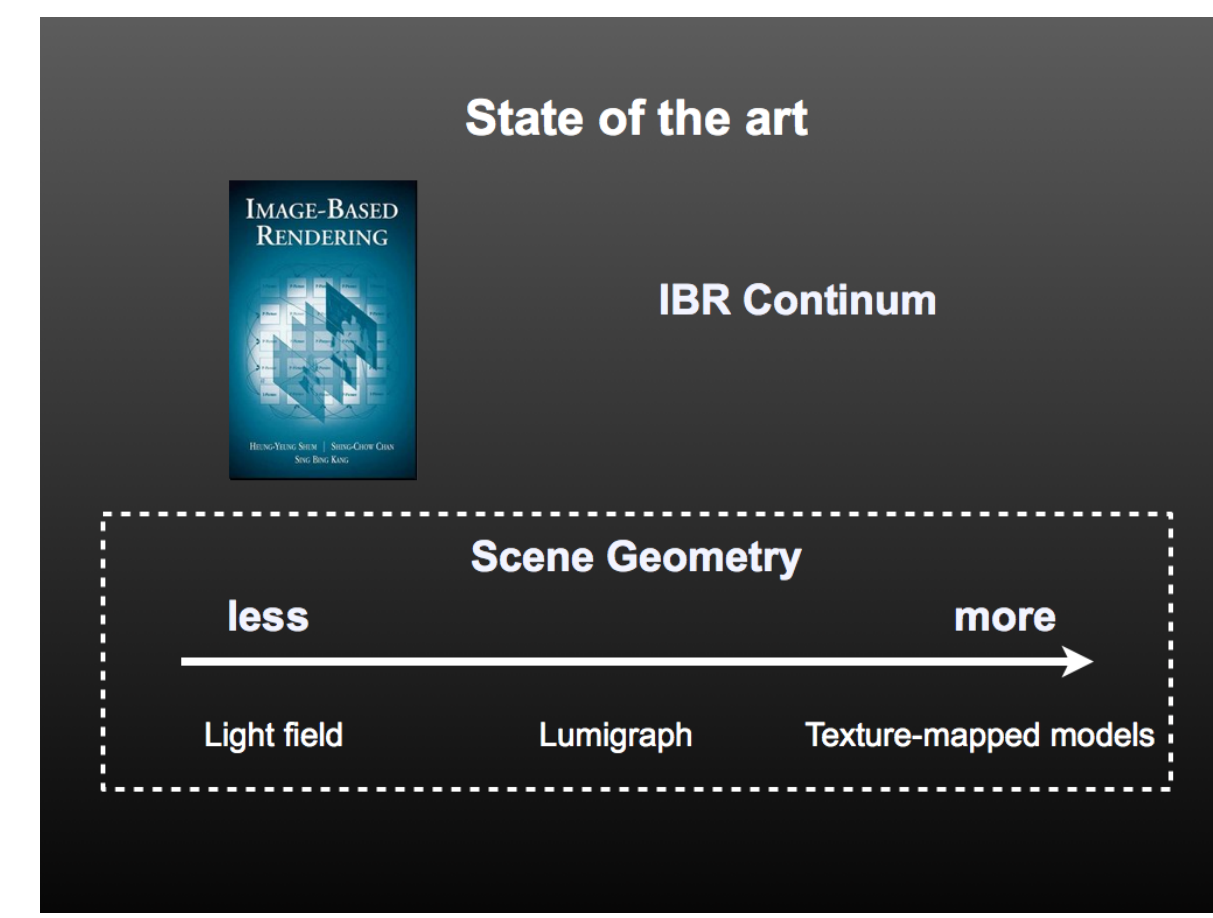 State of the art
IMAGE-BASED
RENDERING
HEUNG-YEUNG SHUM | SHING-CHOW CHAN
SING BING KANG
IBR Continum
Scene Geometry
less more
Light field Lumigraph Texture-mapped models